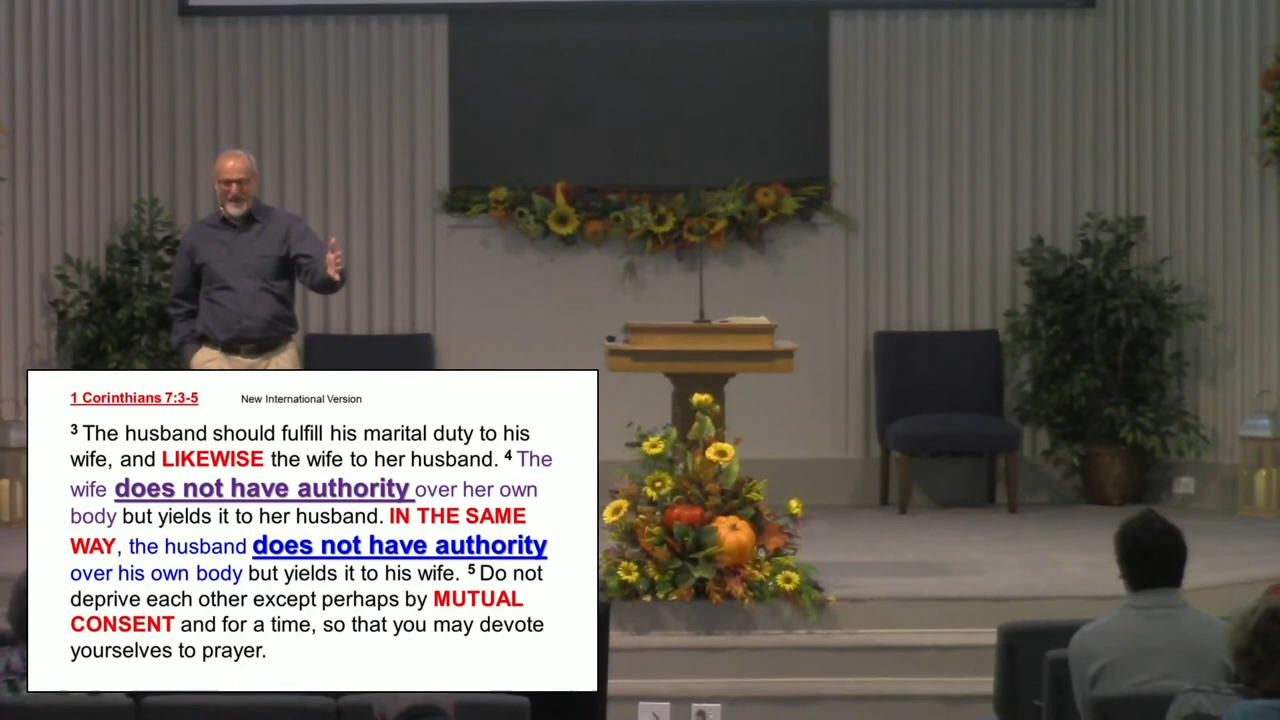 1 Corinthians 7:3-5 New International Version
3 The husband should fulfill his marital duty to his
wife, and LIKEWISE the wife to her husband. 4 The
wife does not have authority over her own
body but yields it to her husband. IN THE SAME
WAY, the husband does not have authority
over his own body but yields it to his wife. 5 Do not
deprive each other except perhaps by MUTUAL
CONSENT and for a time, so that you may devote
yourselves to prayer.